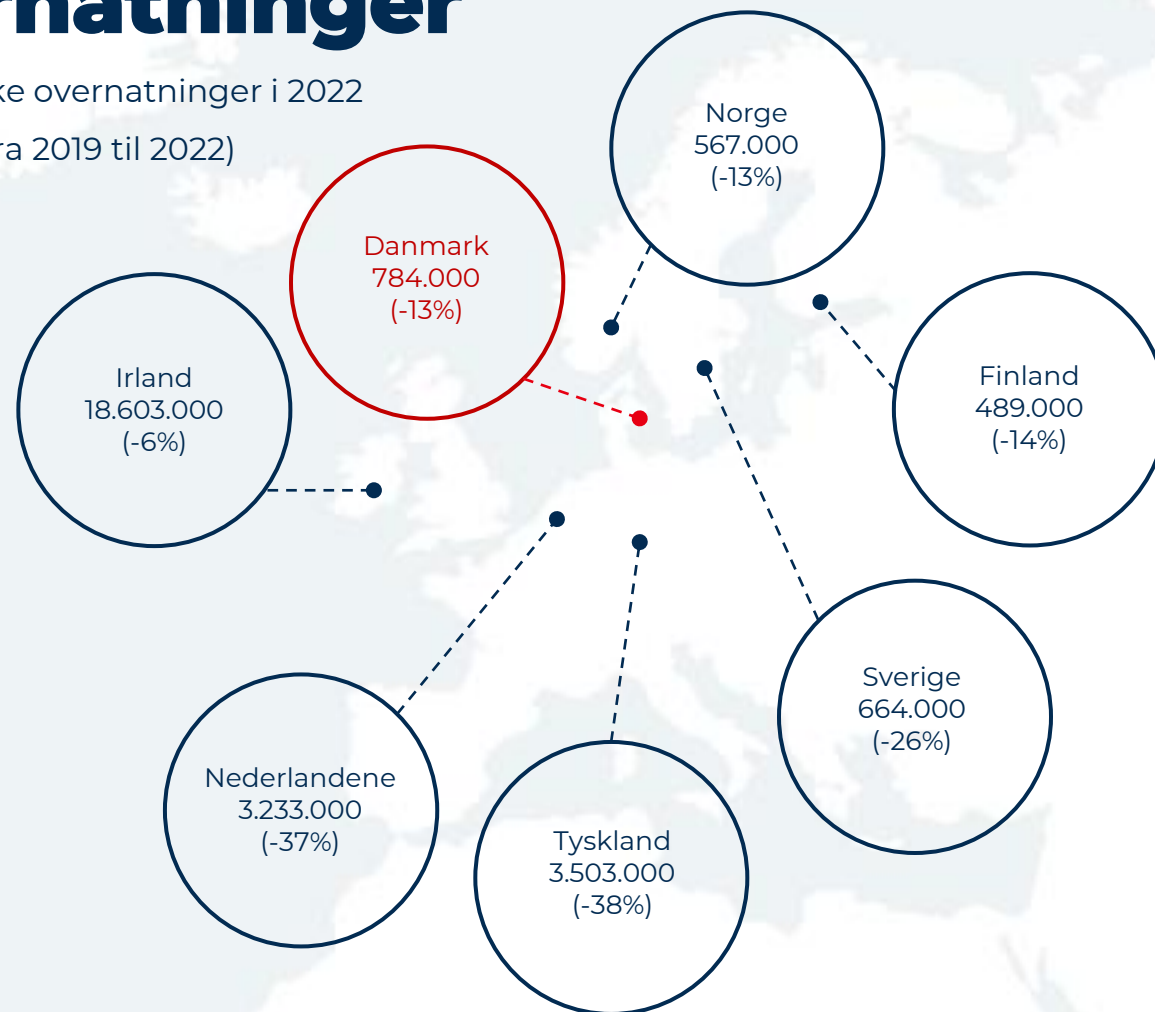 rnatninger
ke overnatninger i 2022
ra 2019 til 2022)
Norge
567.000
(-13%)
Danmark
784.000
(-13%)
Irland
18.603.000
(-6%)
Finland
489.000
(-14%)
Sverige
664.000
(-26%)
Nederlandene
3.233.000
(-37%)
Tyskland
3.503.000
(-38%)